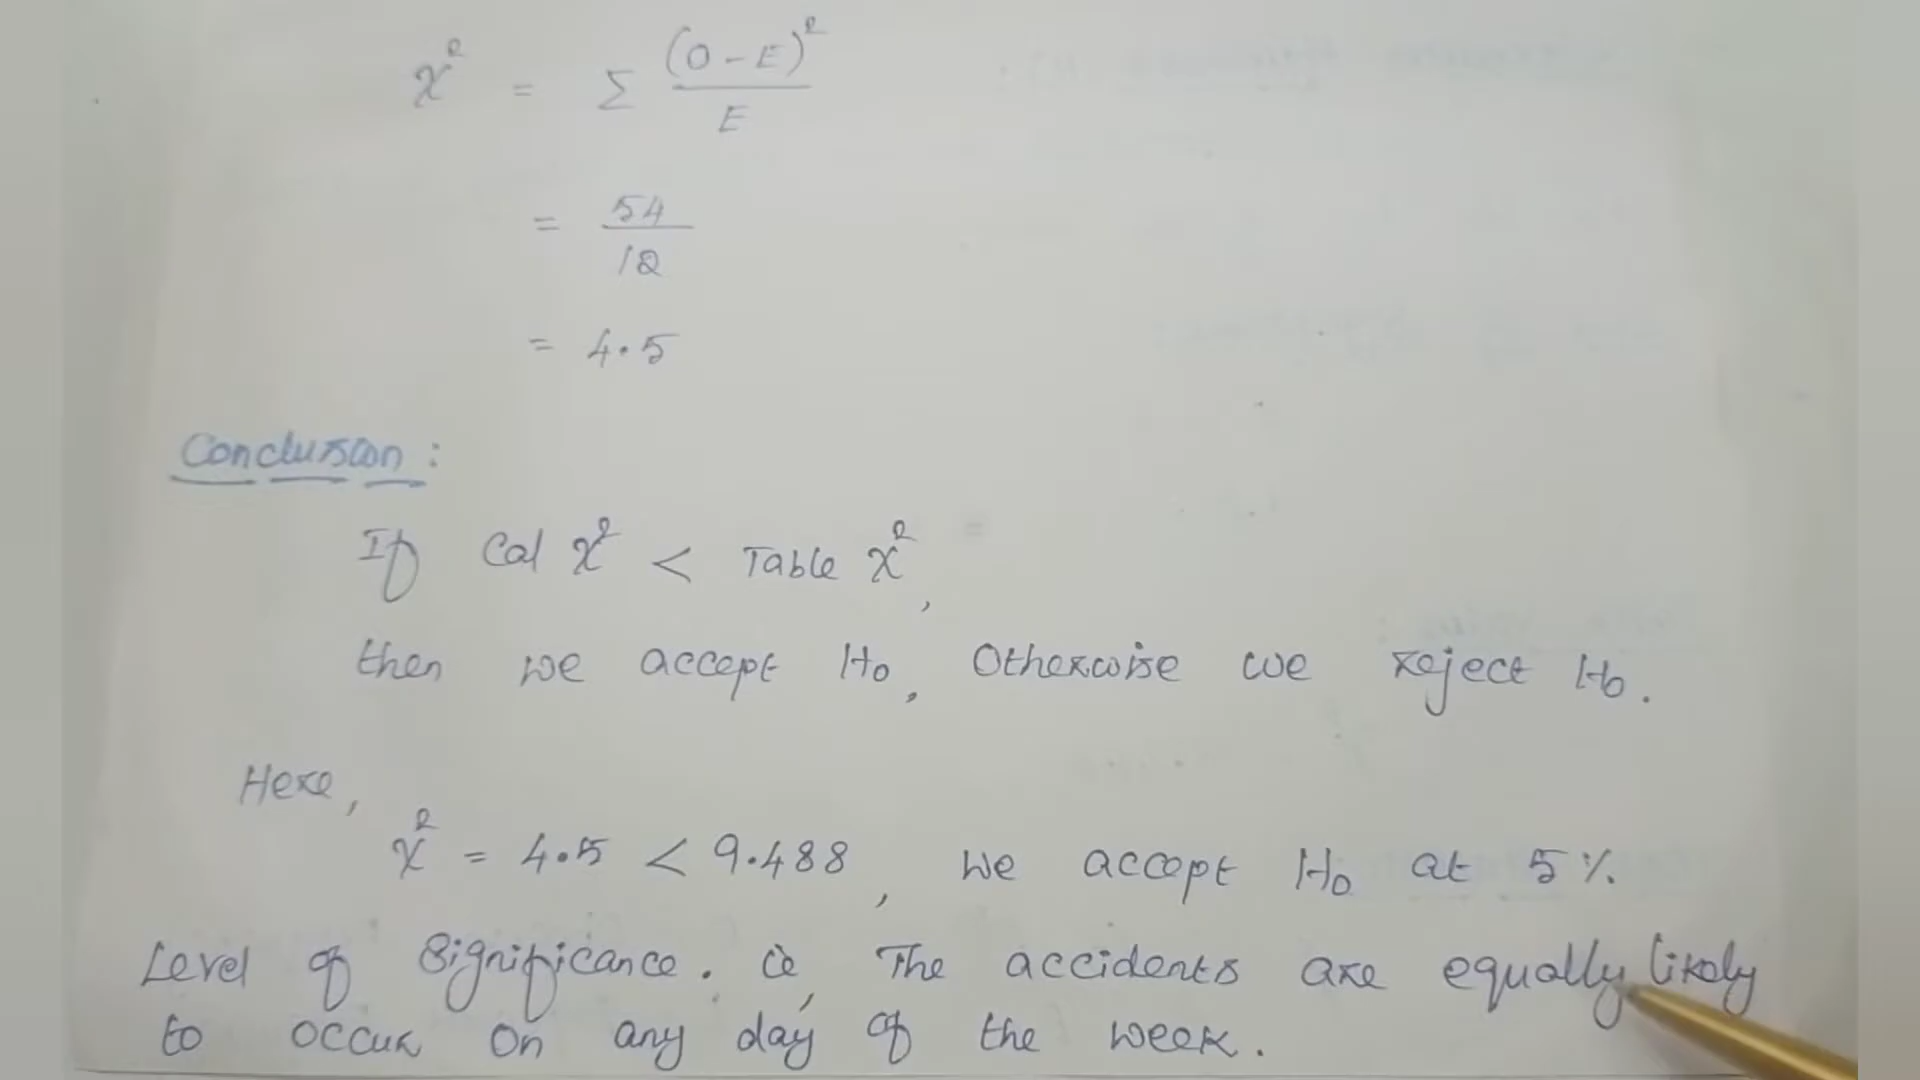 χ² = Σ (O - E)² / E
= 54 / 12
= 4.5
Conclusion :
If Cal χ² < Table χ² ,
then we accept H₀ , Otherwise we reject H₀ .
Here ,
χ² = 4.5 < 9.488 , we accept H₀ at 5 %
Level of Significance . ie, The accidents are equally likely
to occur on any day of the week .